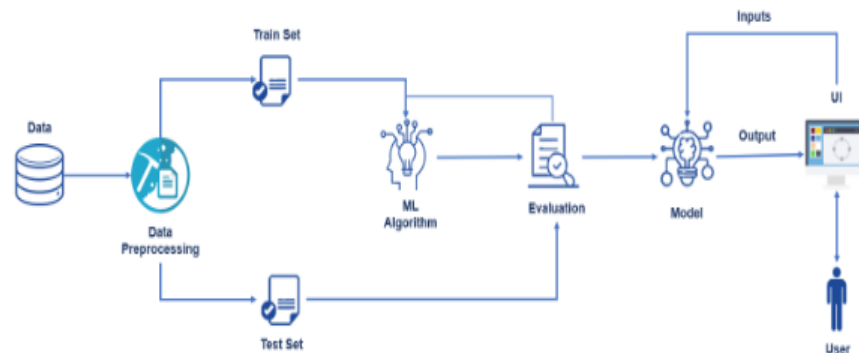 Inputs
Train Set
UI
Data
Output
ML
Algorithm
Evaluation
Model
Data
Preprocessing
Test Set
User